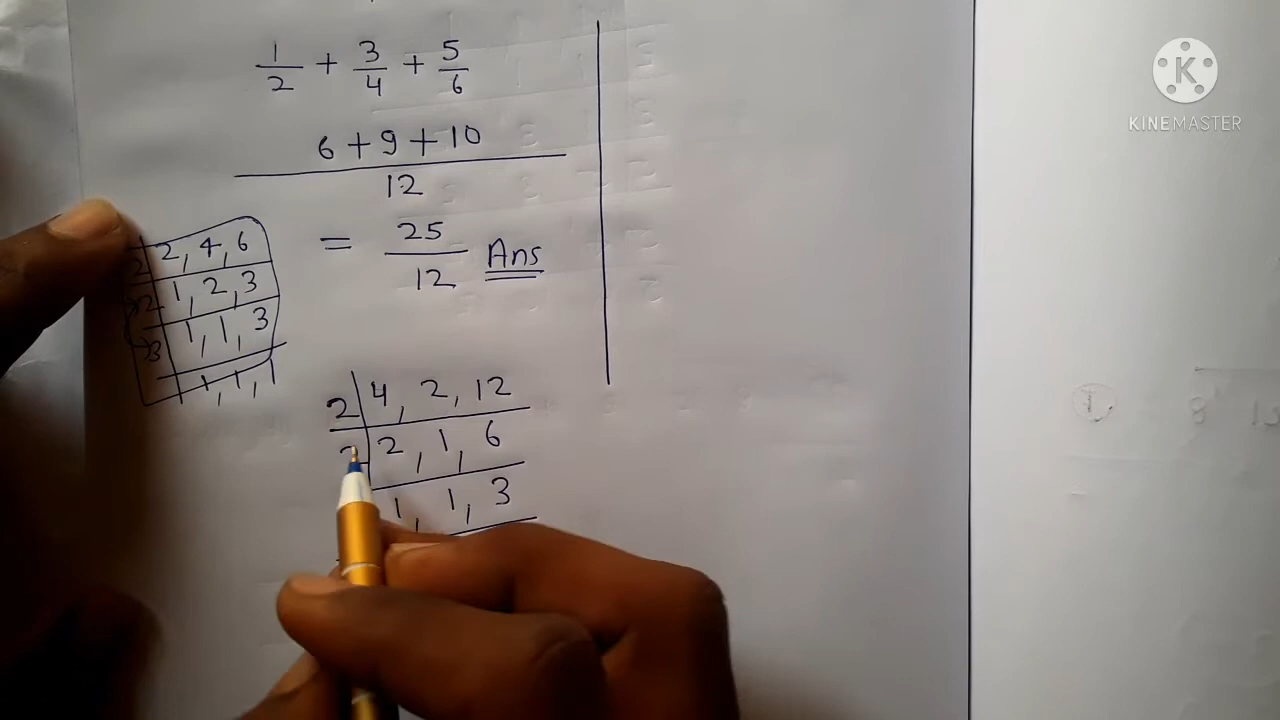 1/2 + 3/4 + 5/6
6 + 9 + 10
12
= 25/12 Ans
2 | 2, 4, 6
2 | 1, 2, 3
3 | 1, 1, 3
1, 1, 1
2 | 4, 2, 12
2 | 2, 1, 6
1, 1, 3
K
KINEMASTER